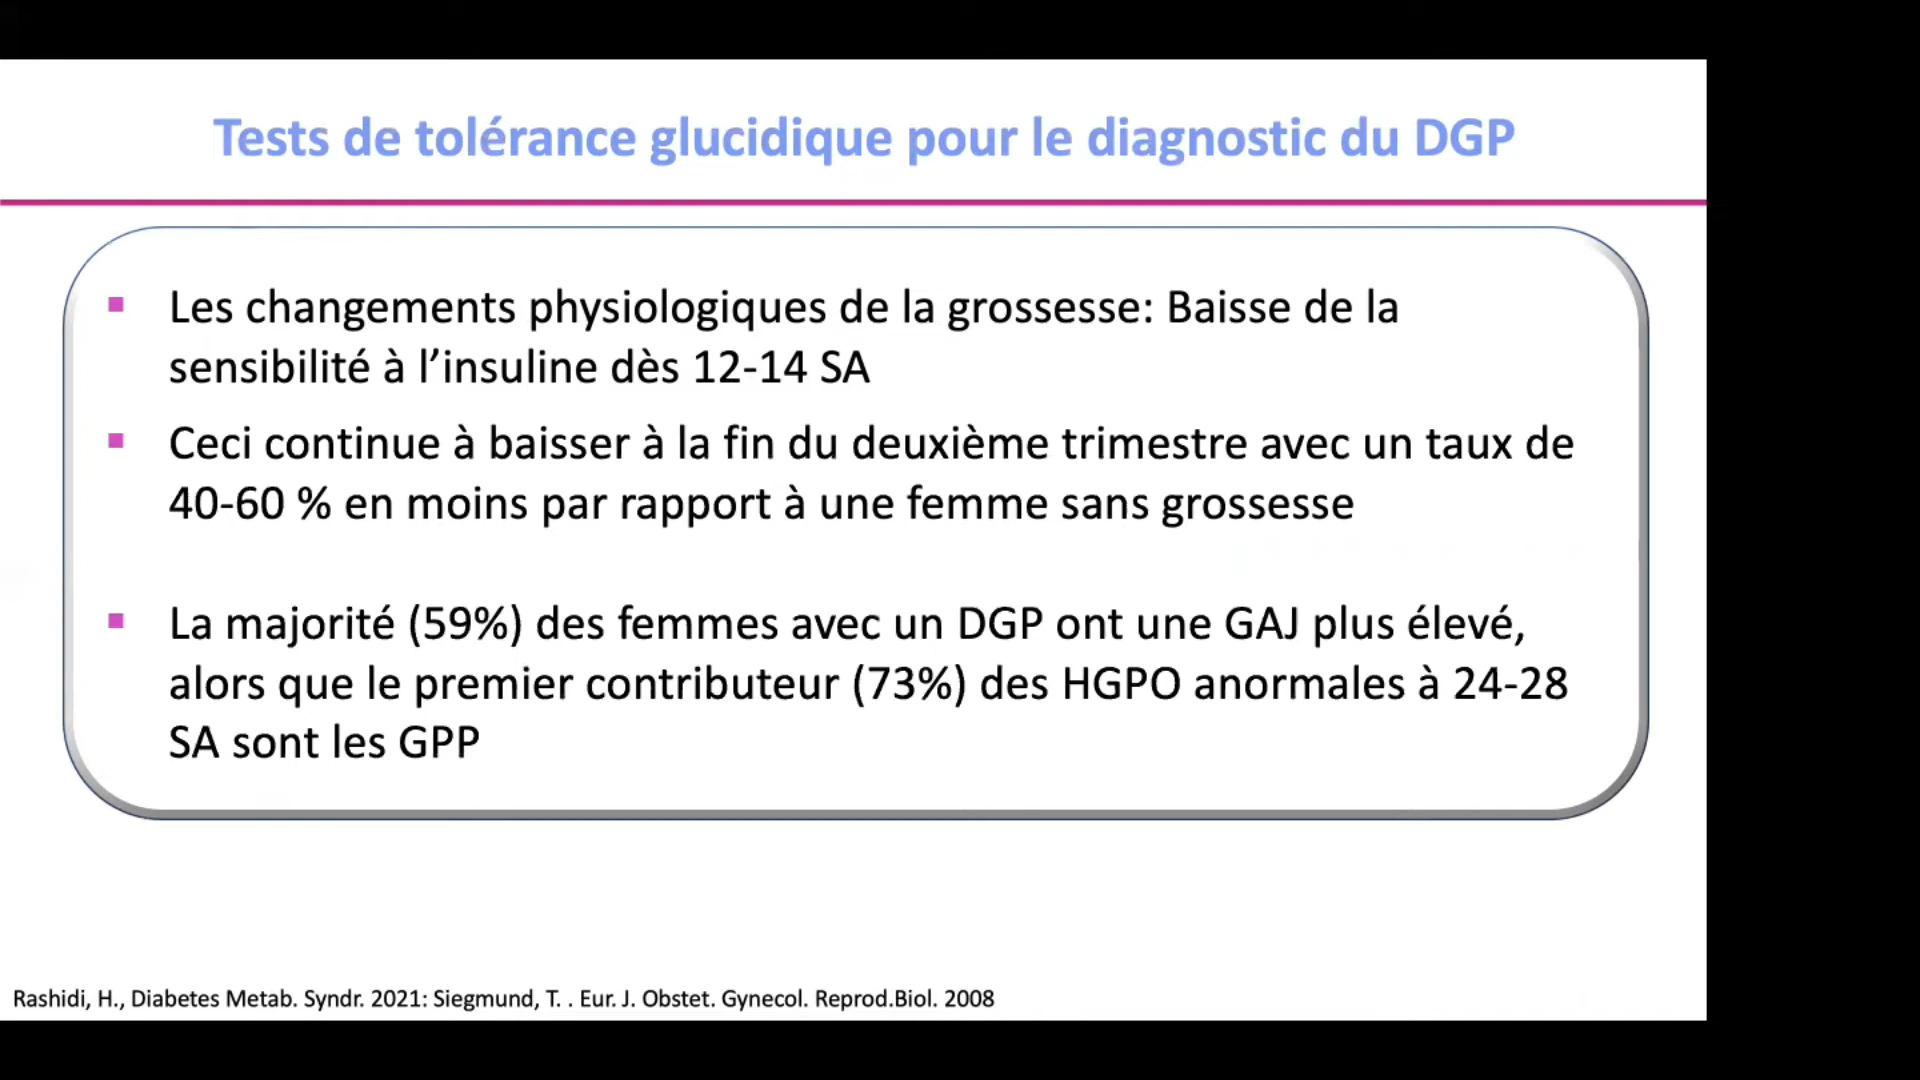 Tests de tolérance glucidique pour le diagnostic du DGP
Les changements physiologiques de la grossesse: Baisse de la
sensibilité à l’insuline dès 12-14 SA
Ceci continue à baisser à la fin du deuxième trimestre avec un taux de
40-60 % en moins par rapport à une femme sans grossesse
La majorité (59%) des femmes avec un DGP ont une GAJ plus élevé,
alors que le premier contributeur (73%) des HGPO anormales à 24-28
SA sont les GPP
Rashidi, H., Diabetes Metab. Syndr. 2021: Siegmund, T. . Eur. J. Obstet. Gynecol. Reprod.Biol. 2008